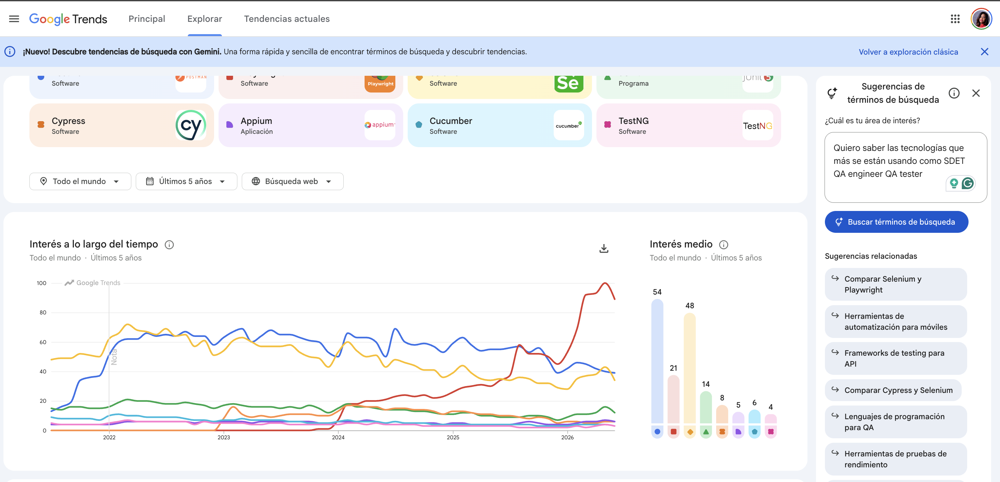 Google Trends
Principal
Explorar
Tendencias actuales
¡Nuevo! Descubre tendencias de búsqueda con Gemini. Una forma rápida y sencilla de encontrar términos de búsqueda y descubrir tendencias.
Volver a exploración clásica
Software
POSTMAN
Software
Playwright
Software
Se
Programa
JUnit 5
Cypress
Software
cy
Appium
Aplicación
appium
Cucumber
Software
cucumber
TestNG
Software
TestNG
Todo el mundo
Últimos 5 años
Búsqueda web
Interés a lo largo del tiempo
Todo el mundo · Últimos 5 años
Google Trends
100
80
60
40
20
0
Nota
2022
2023
2024
2025
2026
Interés medio
Todo el mundo · Últimos 5 años
54
21
48
14
8
5
6
4
Sugerencias de
términos de búsqueda
¿Cuál es tu área de interés?
Quiero saber las tecnologías que
más se están usando como SDET
QA engineer QA tester
Buscar términos de búsqueda
Sugerencias relacionadas
Comparar Selenium y
Playwright
Herramientas de
automatización para móviles
Frameworks de testing para
API
Comparar Cypress y Selenium
Lenguajes de programación
para QA
Herramientas de pruebas de
rendimiento